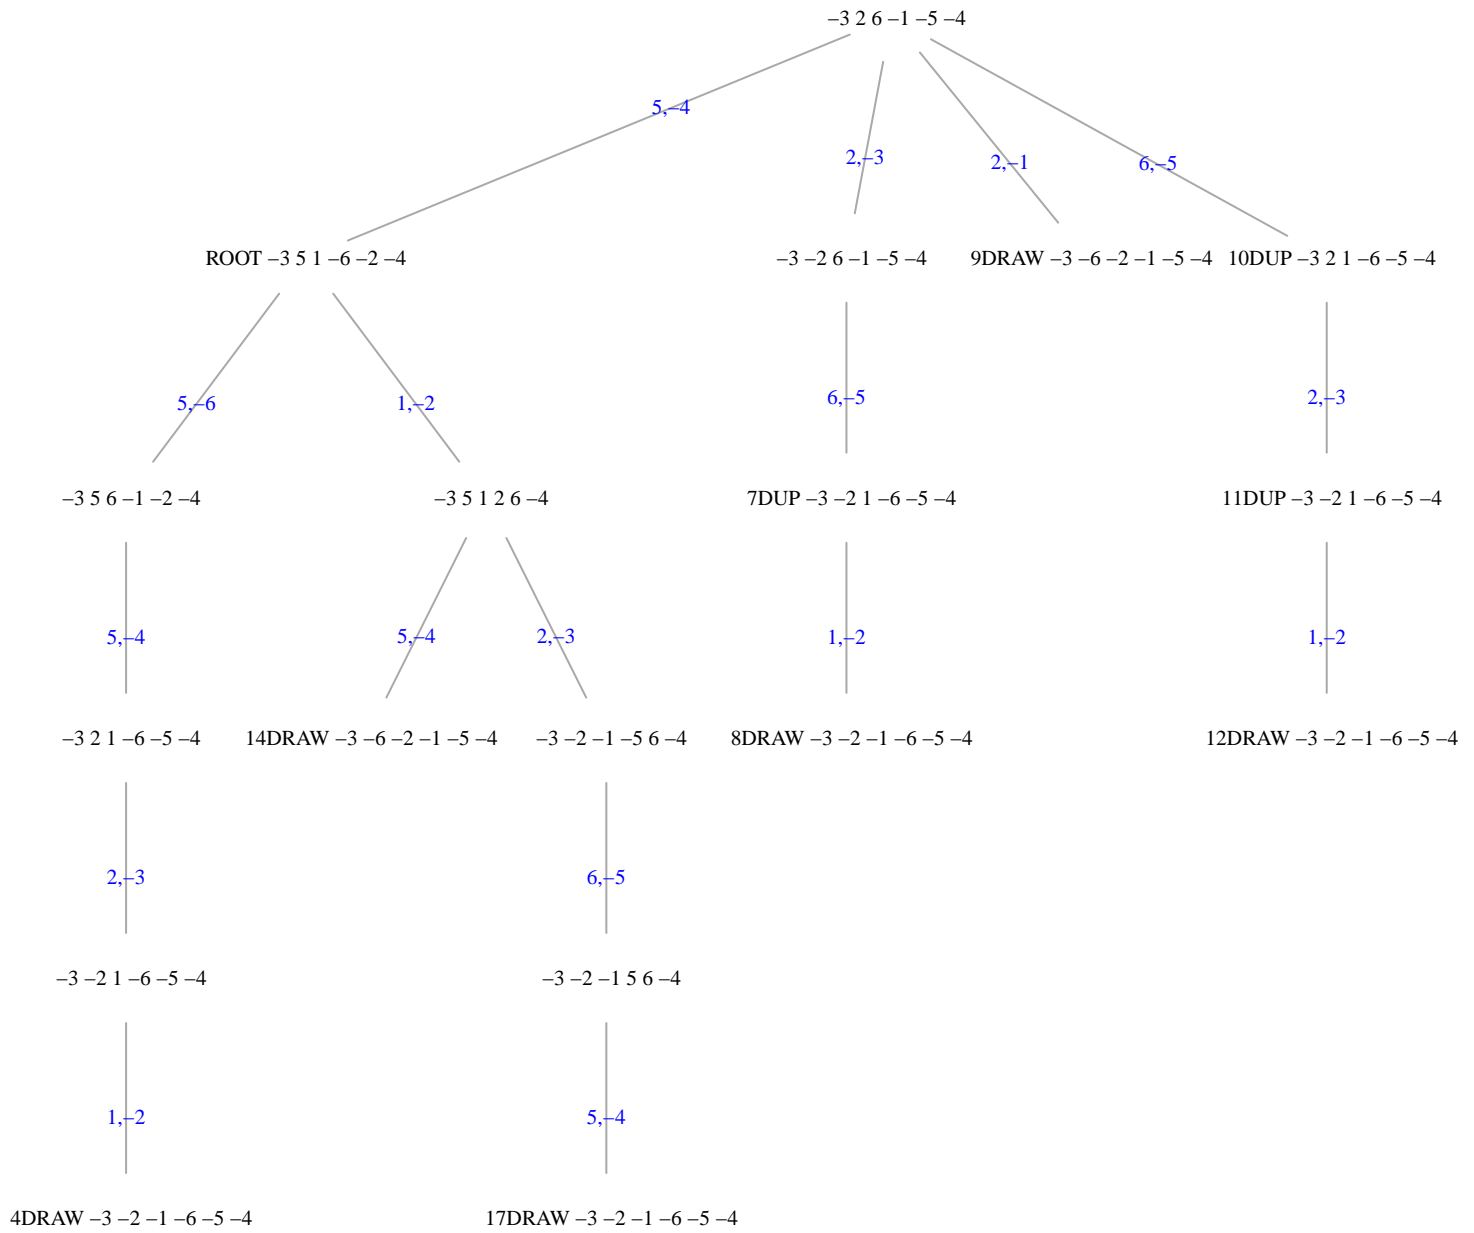 –3 2 6 –1 –5 –4
5,–4
2,–3
2,–1
6,–5
ROOT –3 5 1 –6 –2 –4
–3 –2 6 –1 –5 –4
9DRAW –3 –6 –2 –1 –5 –4
10DUP –3 2 1 –6 –5 –4
5,–6
1,–2
6,–5
2,–3
–3 5 6 –1 –2 –4
–3 5 1 2 6 –4
7DUP –3 –2 1 –6 –5 –4
11DUP –3 –2 1 –6 –5 –4
5,–4
5,–4
2,–3
1,–2
1,–2
–3 2 1 –6 –5 –4
14DRAW –3 –6 –2 –1 –5 –4
–3 –2 –1 –5 6 –4
8DRAW –3 –2 –1 –6 –5 –4
12DRAW –3 –2 –1 –6 –5 –4
2,–3
6,–5
–3 –2 1 –6 –5 –4
–3 –2 –1 5 6 –4
1,–2
5,–4
4DRAW –3 –2 –1 –6 –5 –4
17DRAW –3 –2 –1 –6 –5 –4